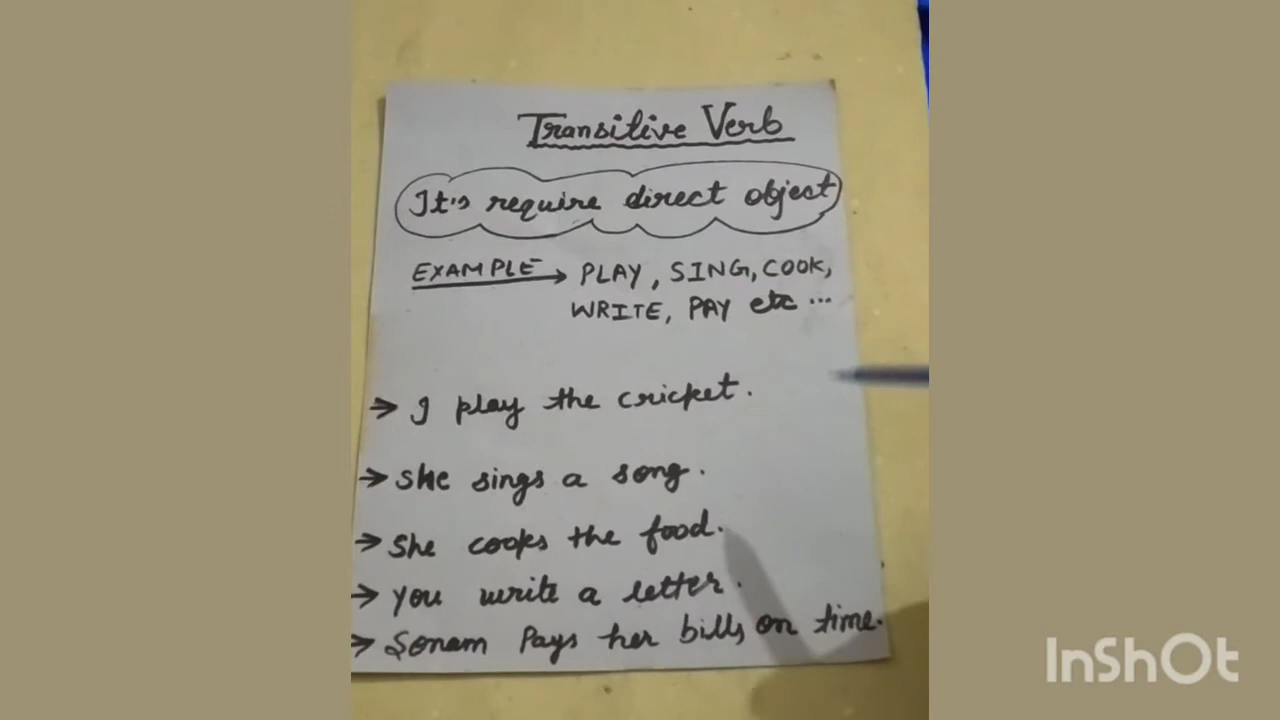 Transitive Verb
It's require direct object
EXAMPLE → PLAY, SING, COOK,
WRITE, PAY etc ...
→ I play the cricket.
→ She sings a song.
→ She cooks the food.
→ You write a letter.
→ Sonam Pays her bills on time.
InShOt